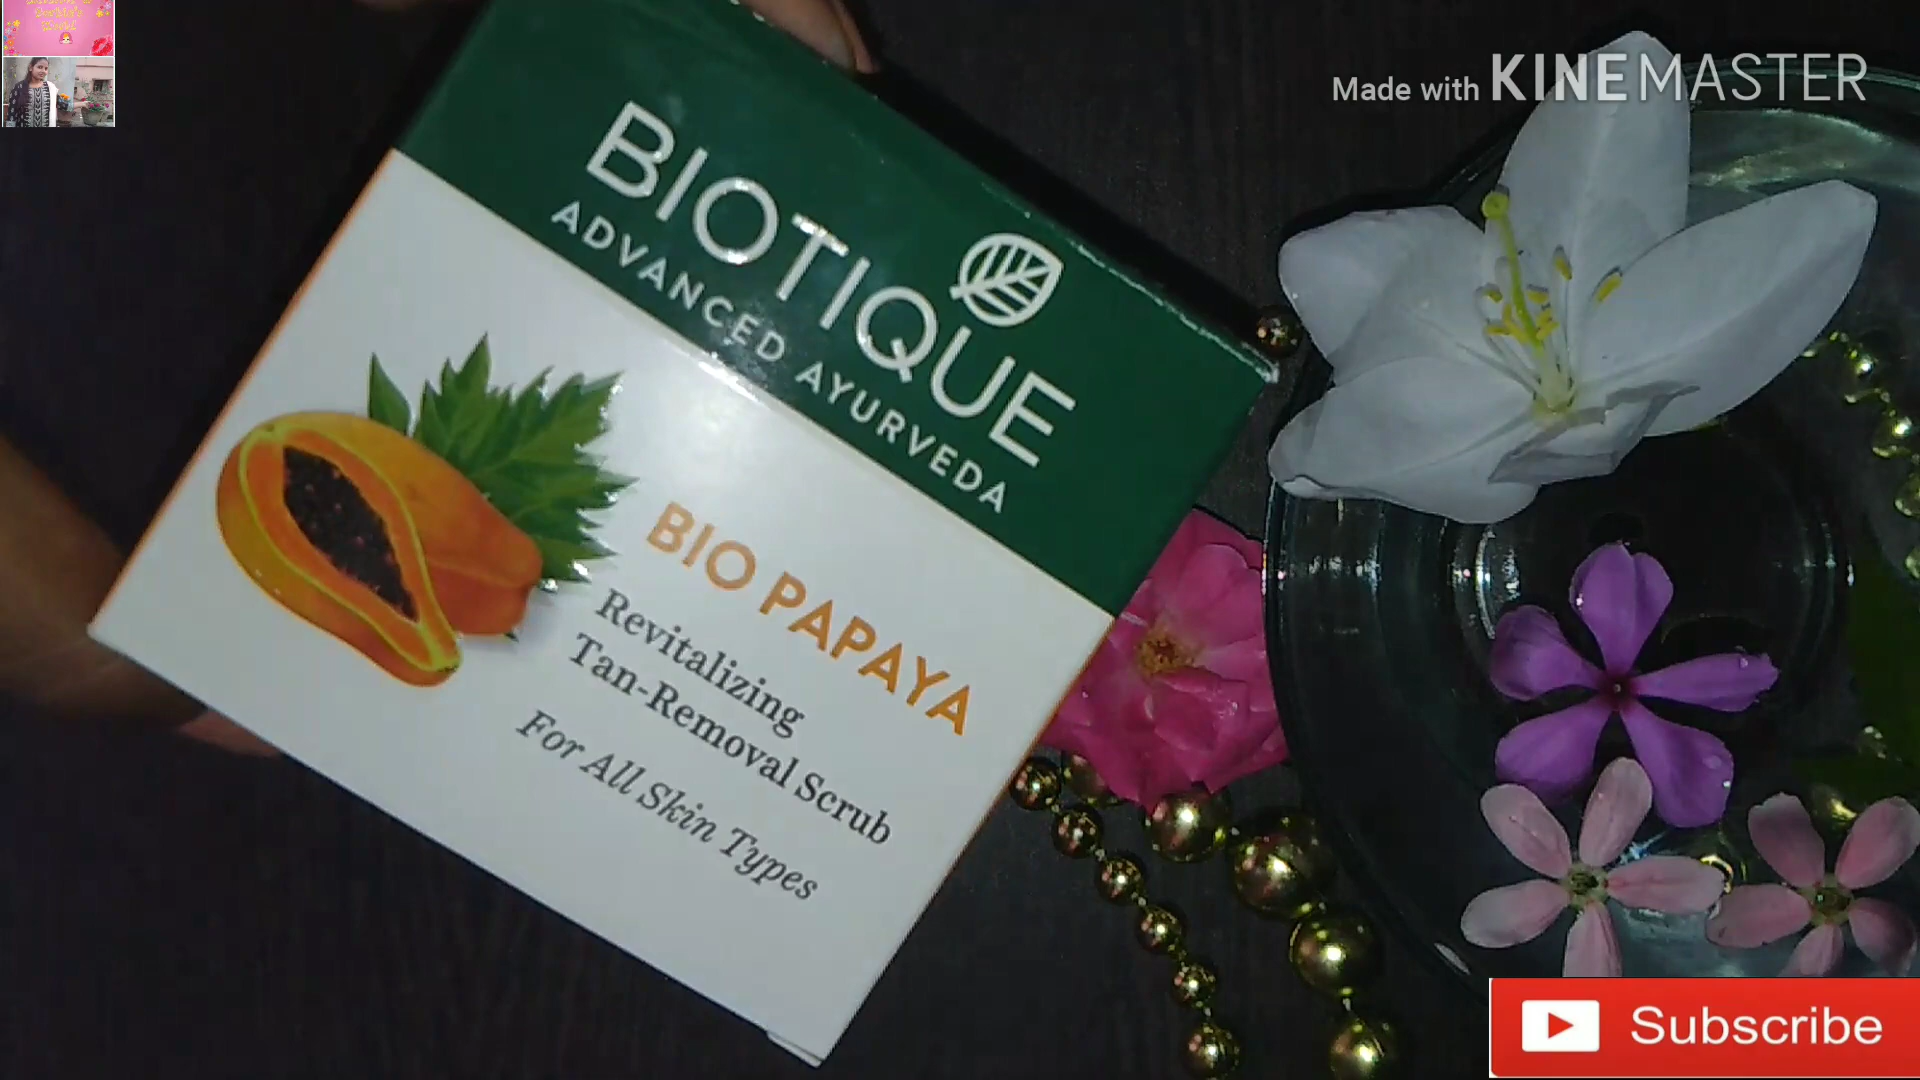 Made with KINEMASTER
BIOTIQUE
ADVANCED AYURVEDA
BIO PAPAYA
Revitalizing
Tan-Removal Scrub
For All Skin Types
Subscribe